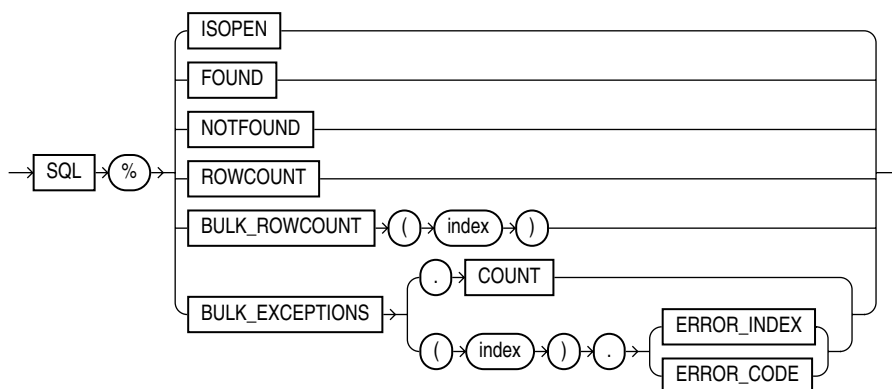 ISOPEN
FOUND
NOTFOUND
SQL % ROWCOUNT
BULK_ROWCOUNT ( index )
. COUNT
BULK_EXCEPTIONS
( index ) . ERROR_INDEX
ERROR_CODE